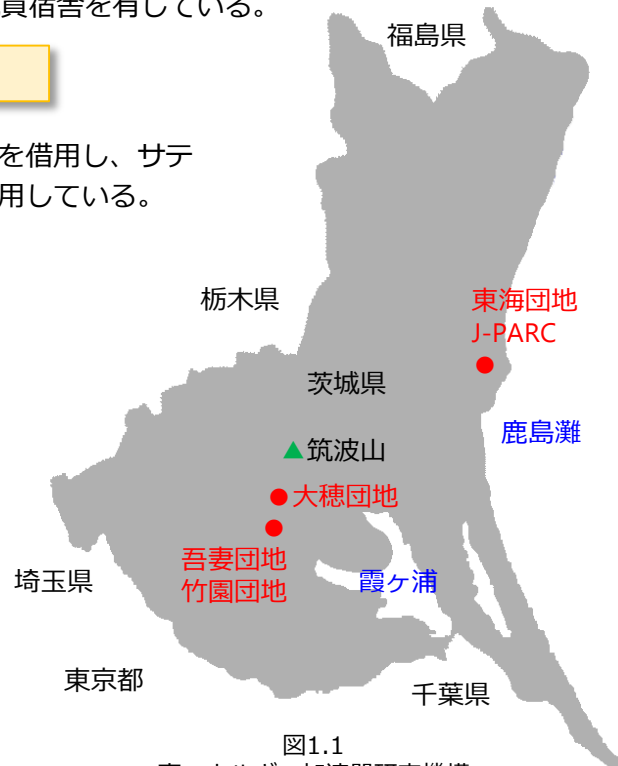 員宿舎を有している。
を借用し、サテ
用している。
福島県
栃木県
東海団地
J-PARC
茨城県
鹿島灘
筑波山
大穂団地
吾妻団地
竹園団地
霞ヶ浦
埼玉県
東京都
千葉県
図1.1